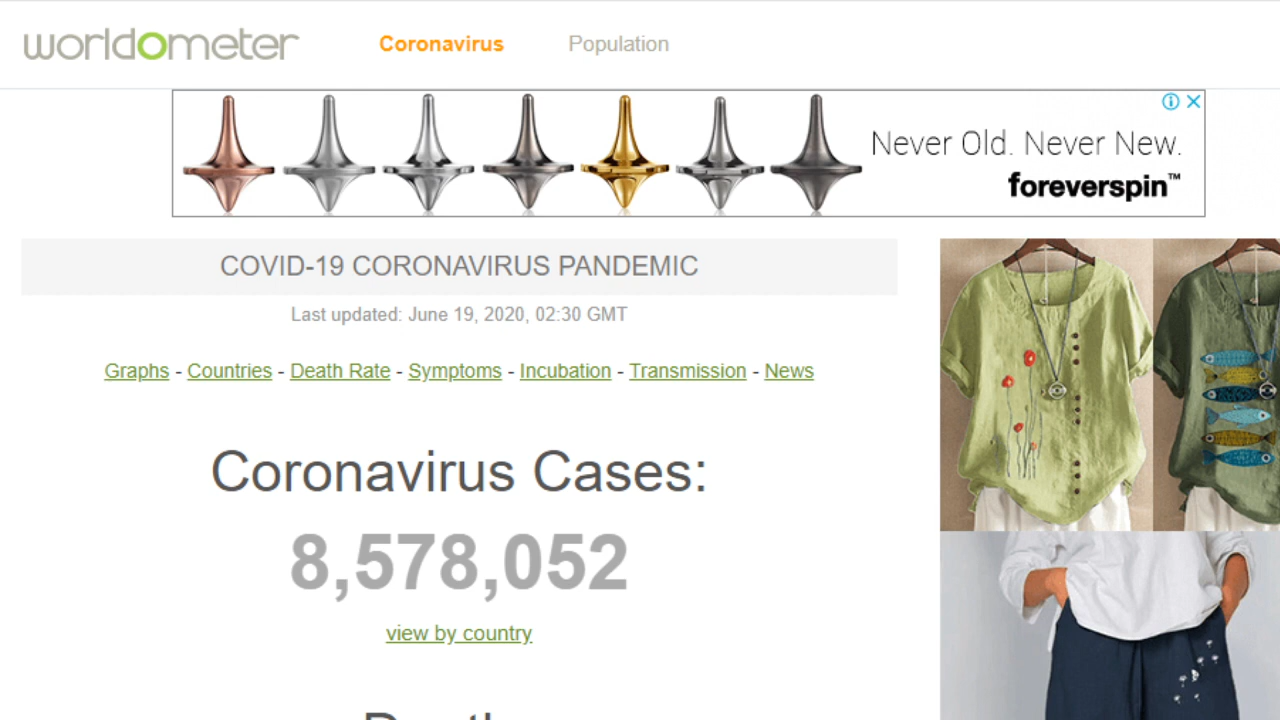 worldometer
Coronavirus
Population
Never Old. Never New.
foreverspin™
COVID-19 CORONAVIRUS PANDEMIC
Last updated: June 19, 2020, 02:30 GMT
Graphs - Countries - Death Rate - Symptoms - Incubation - Transmission - News
Coronavirus Cases:
8,578,052
view by country